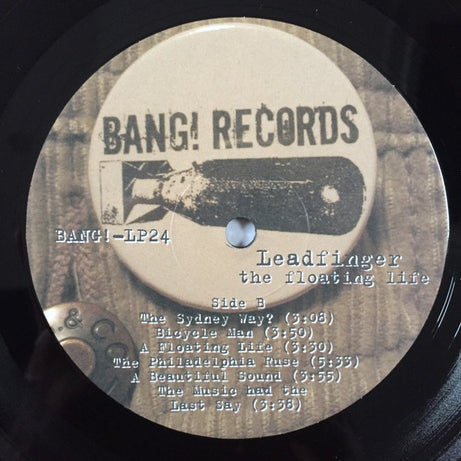 BANG! RECORDS
BANG!-LP24
Leadfinger
the floating life
Side B
The Sydney Way? (3:08)
Bicycle Man (3:50)
A Floating Life (3:30)
The Philadelphia Ruse (5:33)
A Beautiful Sound (3:55)
The Music had the
Last Say (3:38)
& CO